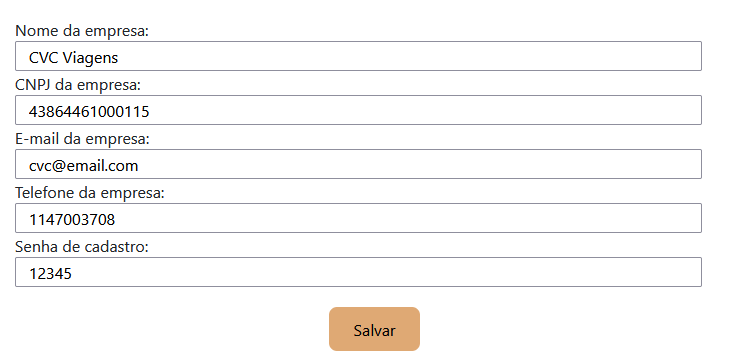 Nome da empresa:
CVC Viagens
CNPJ da empresa:
43864461000115
E-mail da empresa:
cvc@email.com
Telefone da empresa:
1147003708
Senha de cadastro:
12345
Salvar